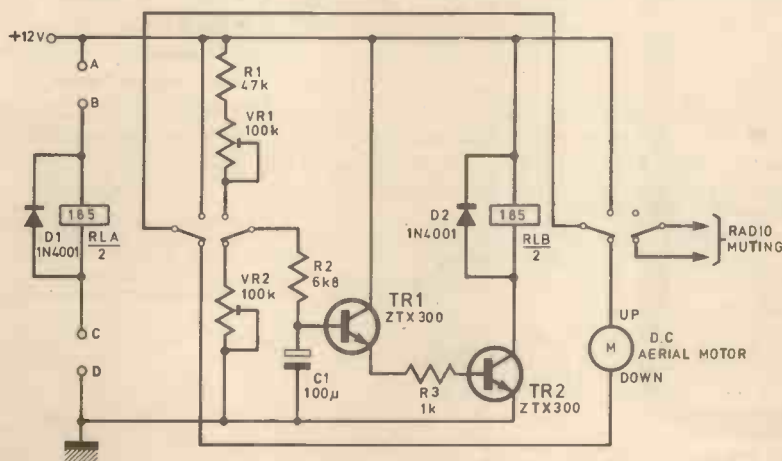 +12V
A
B
R1
47k
VR1
100k
D1
1N4001
185
RLA
2
C
D
VR2
100k
R2
6k8
C1
100µ
TR1
ZTX300
R3
1k
TR2
ZTX300
D2
1N4001
185
RLB
2
RADIO
MUTING
UP
M
D.C
AERIAL MOTOR
DOWN